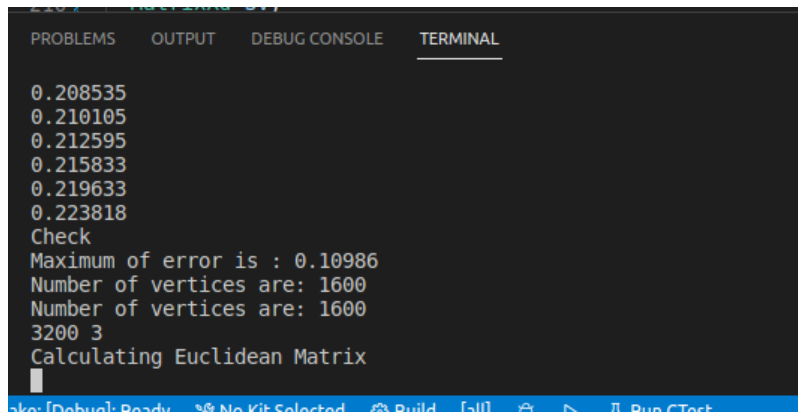 PROBLEMS OUTPUT DEBUG CONSOLE TERMINAL
0.208535
0.210105
0.212595
0.215833
0.219633
0.223818
Check
Maximum of error is : 0.10986
Number of vertices are: 1600
Number of vertices are: 1600
3200 3
Calculating Euclidean Matrix
[Debug]: Ready No Kit Selected Build [all] Run CTest